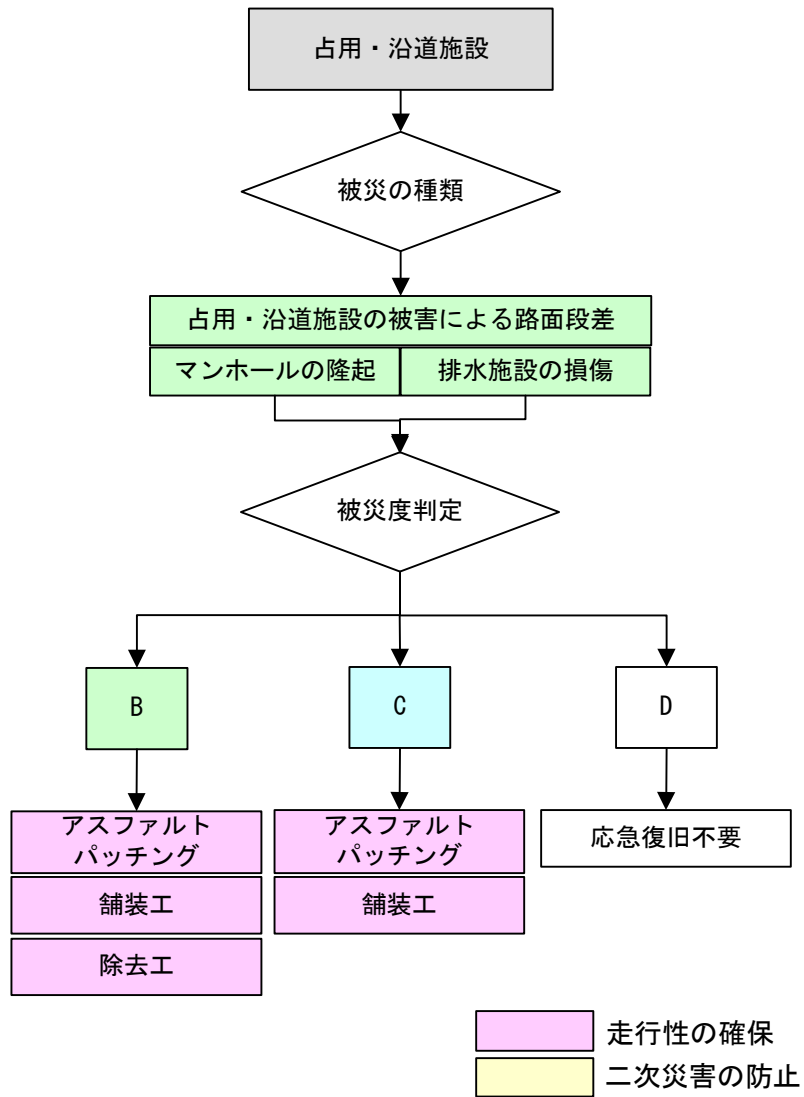 占用・沿道施設
被災の種類
占用・沿道施設の被害による路面段差
マンホールの隆起
排水施設の損傷
被災度判定
B
C
D
アスファルト
パッチング
舗装工
除去工
アスファルト
パッチング
舗装工
応急復旧不要
走行性の確保
二次災害の防止